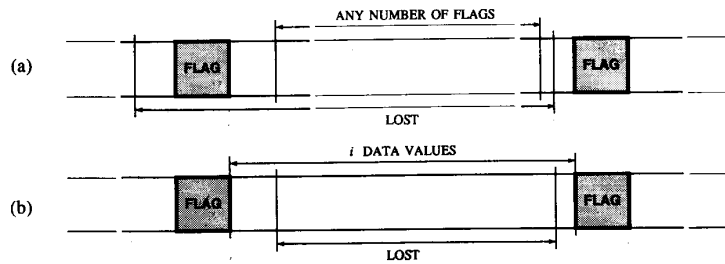 ANY NUMBER OF FLAGS
(a) FLAG FLAG
LOST
i DATA VALUES
(b) FLAG FLAG
LOST